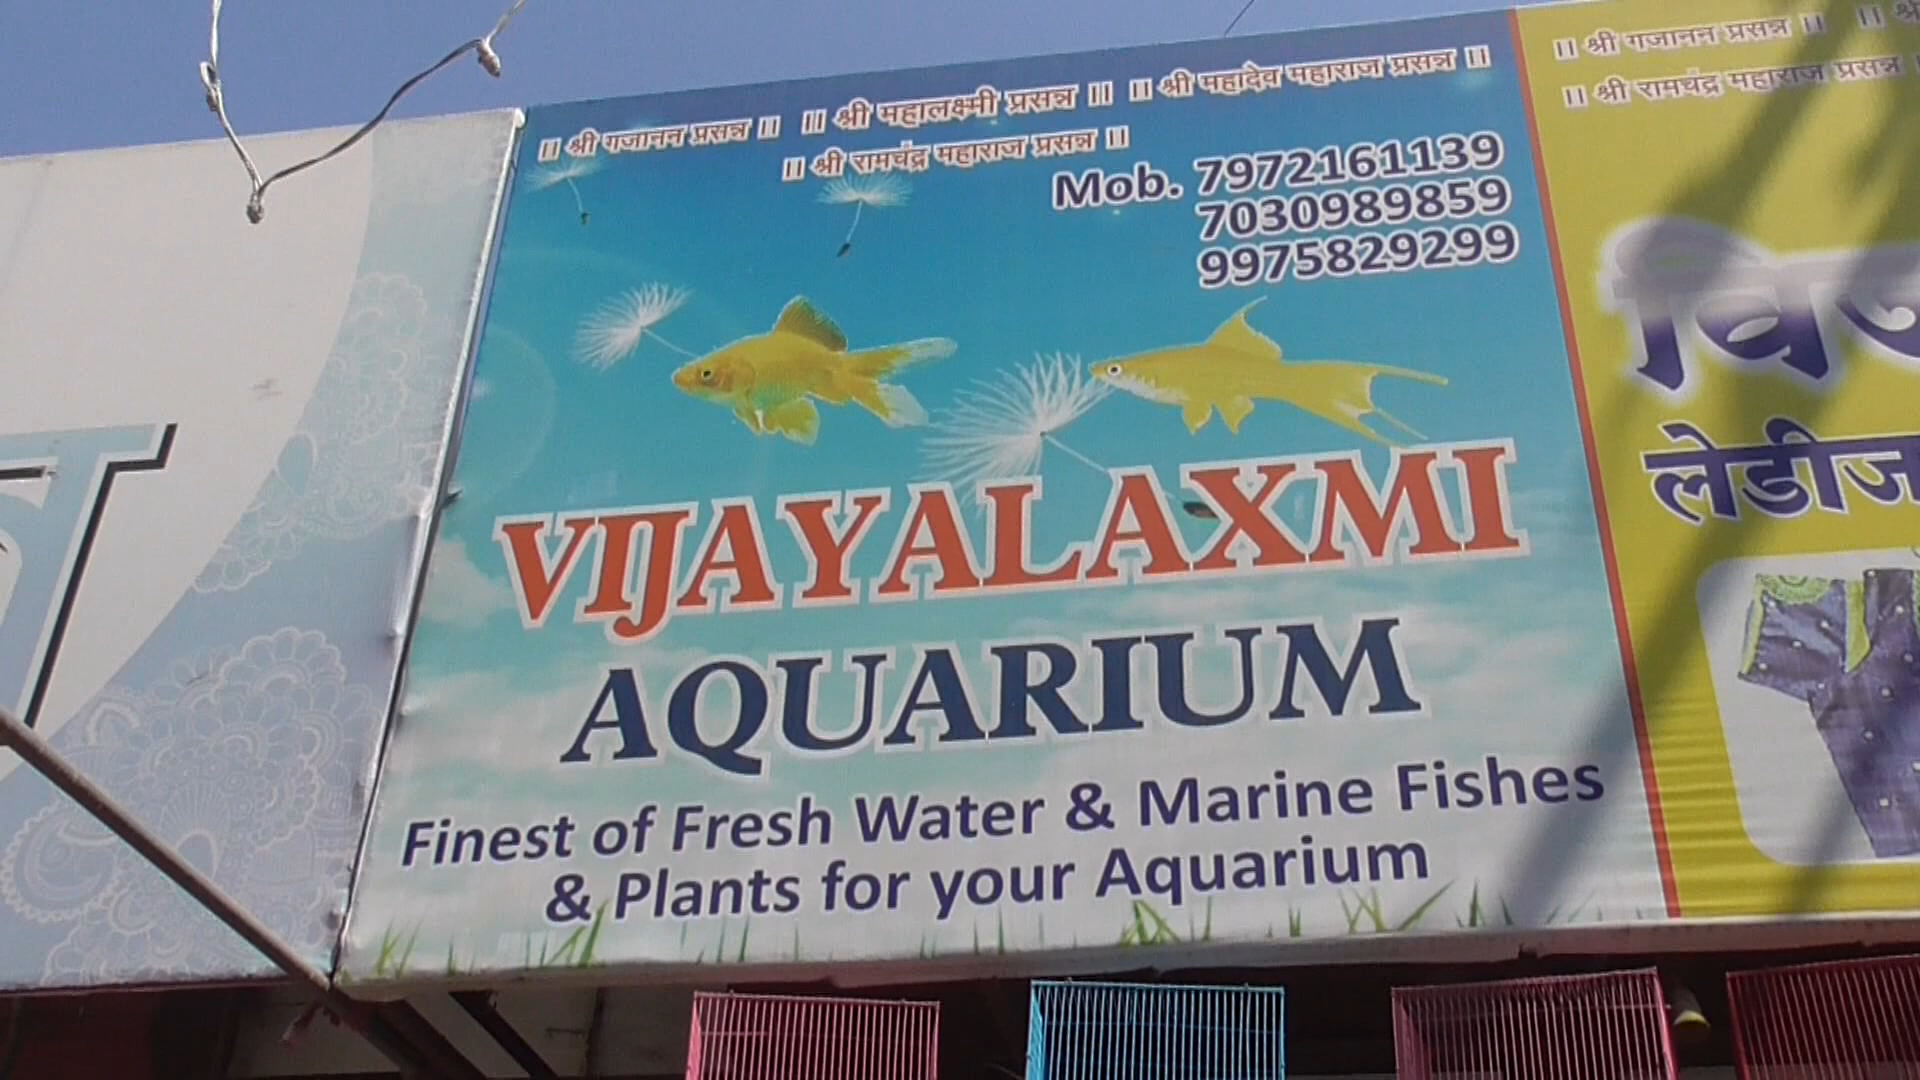 ॥ श्री गजानन प्रसन्न ॥ ॥ श्री महालक्ष्मी प्रसन्न ॥ ॥ श्री महादेव महाराज प्रसन्न ॥
॥ श्री रामचंद्र महाराज प्रसन्न ॥
Mob. 7972161139
7030989859
9975829299
VIJAYALAXMI
AQUARIUM
Finest of Fresh Water & Marine Fishes
& Plants for your Aquarium
॥ श्री गजानन प्रसन्न ॥ ॥
॥ श्री रामचंद्र महाराज प्रसन्न
लेडीज